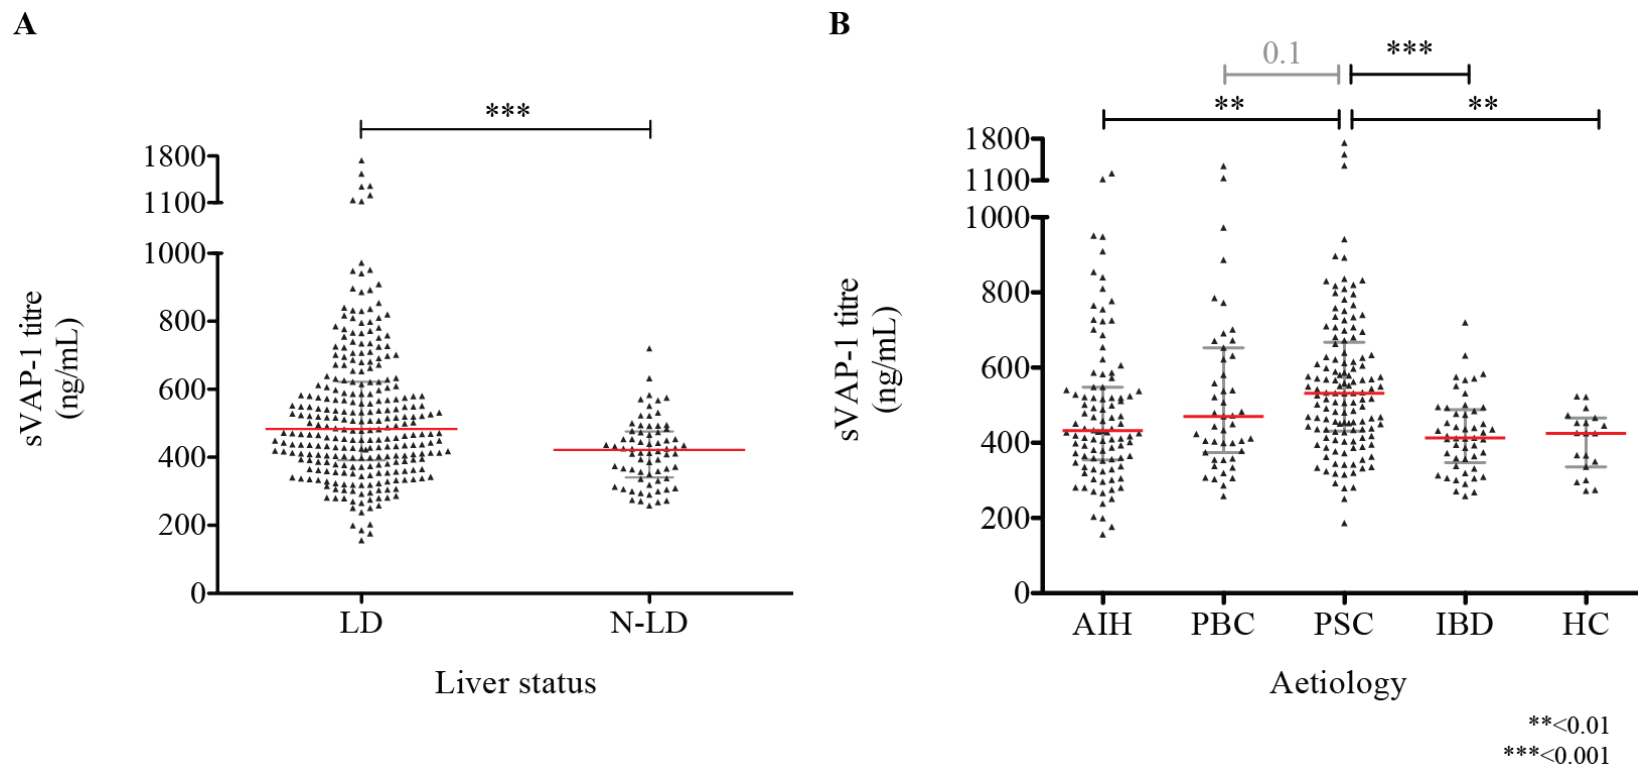 A
***
1800
1100
1000
800
600
400
200
0
sVAP-1 titre
(ng/mL)
LD N-LD
Liver status
B
0.1 ***
** **
1800
1100
1000
800
600
400
200
0
sVAP-1 titre
(ng/mL)
AIH PBC PSC IBD HC
Aetiology
**<0.01
***<0.001